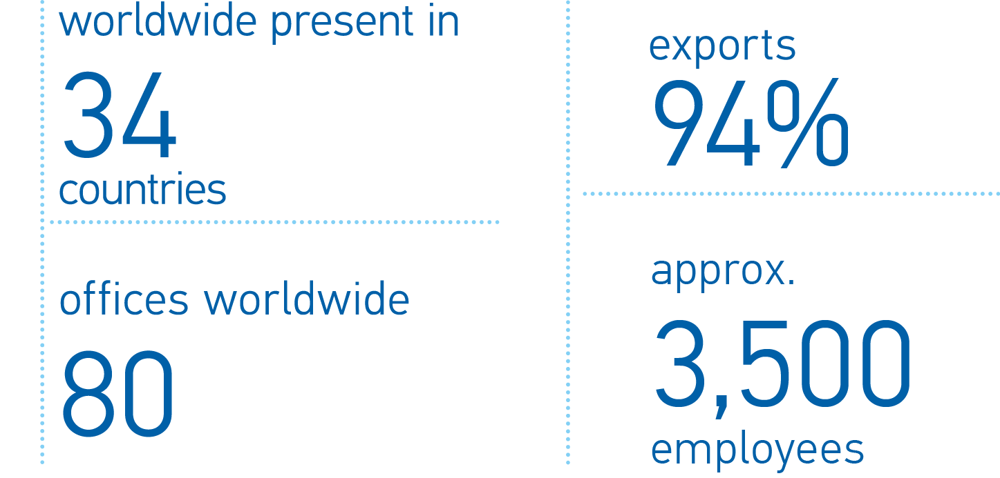 worldwide present in
34
countries
offices worldwide
80
exports
94%
approx.
3,500
employees